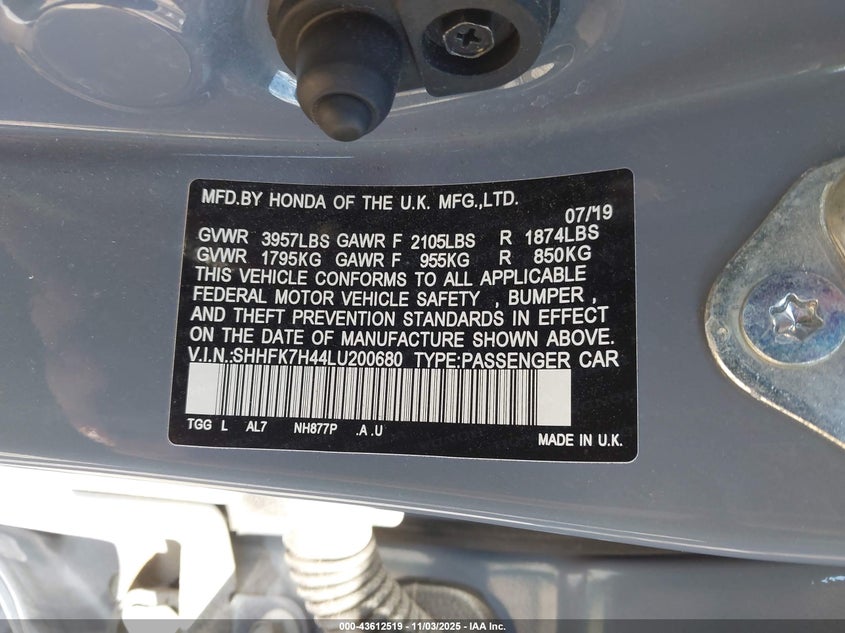 MFD.BY HONDA OF THE U.K. MFG.,LTD.
07/19
GVWR 3957LBS GAWR F 2105LBS R 1874LBS
GVWR 1795KG GAWR F 955KG R 850KG
THIS VEHICLE CONFORMS TO ALL APPLICABLE
FEDERAL MOTOR VEHICLE SAFETY , BUMPER ,
AND THEFT PREVENTION STANDARDS IN EFFECT
ON THE DATE OF MANUFACTURE SHOWN ABOVE.
V.I.N.:SHHFK7H44LU200680 TYPE:PASSENGER CAR
TGG L AL7 NH877P .A .U
MADE IN U.K.
000-43612519 - 11/03/2025 - IAA Inc.